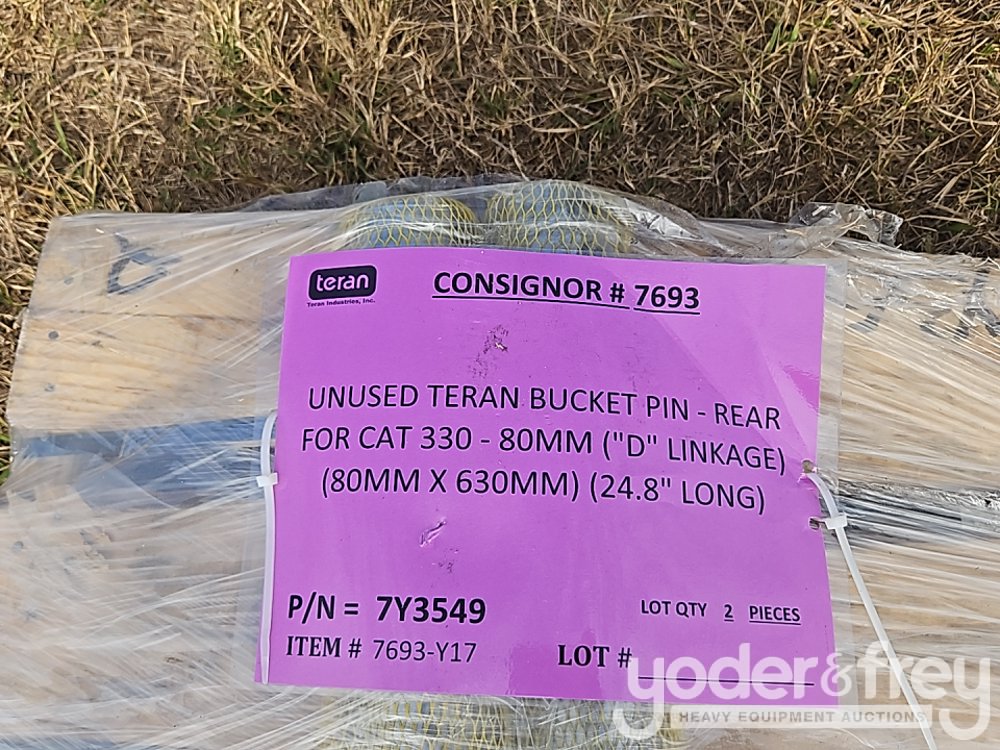 teran
Teran Industries, Inc.
CONSIGNOR # 7693
UNUSED TERAN BUCKET PIN - REAR
FOR CAT 330 - 80MM ("D" LINKAGE)
(80MM X 630MM) (24.8" LONG)
P/N = 7Y3549
LOT QTY 2 PIECES
ITEM # 7693-Y17
LOT #
yoder&frey
HEAVY EQUIPMENT AUCTIONS